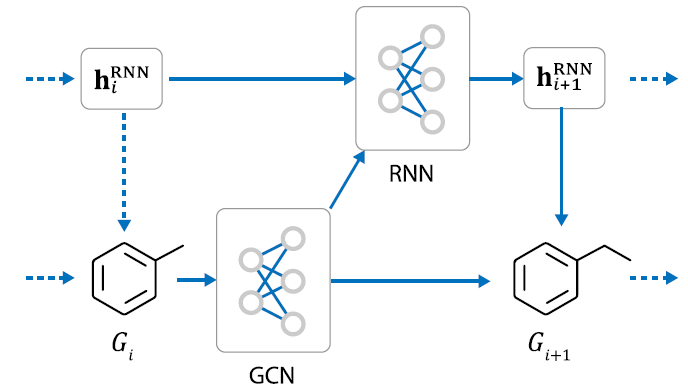 h_i^RNN
h_{i+1}^RNN
RNN
G_i
GCN
G_{i+1}